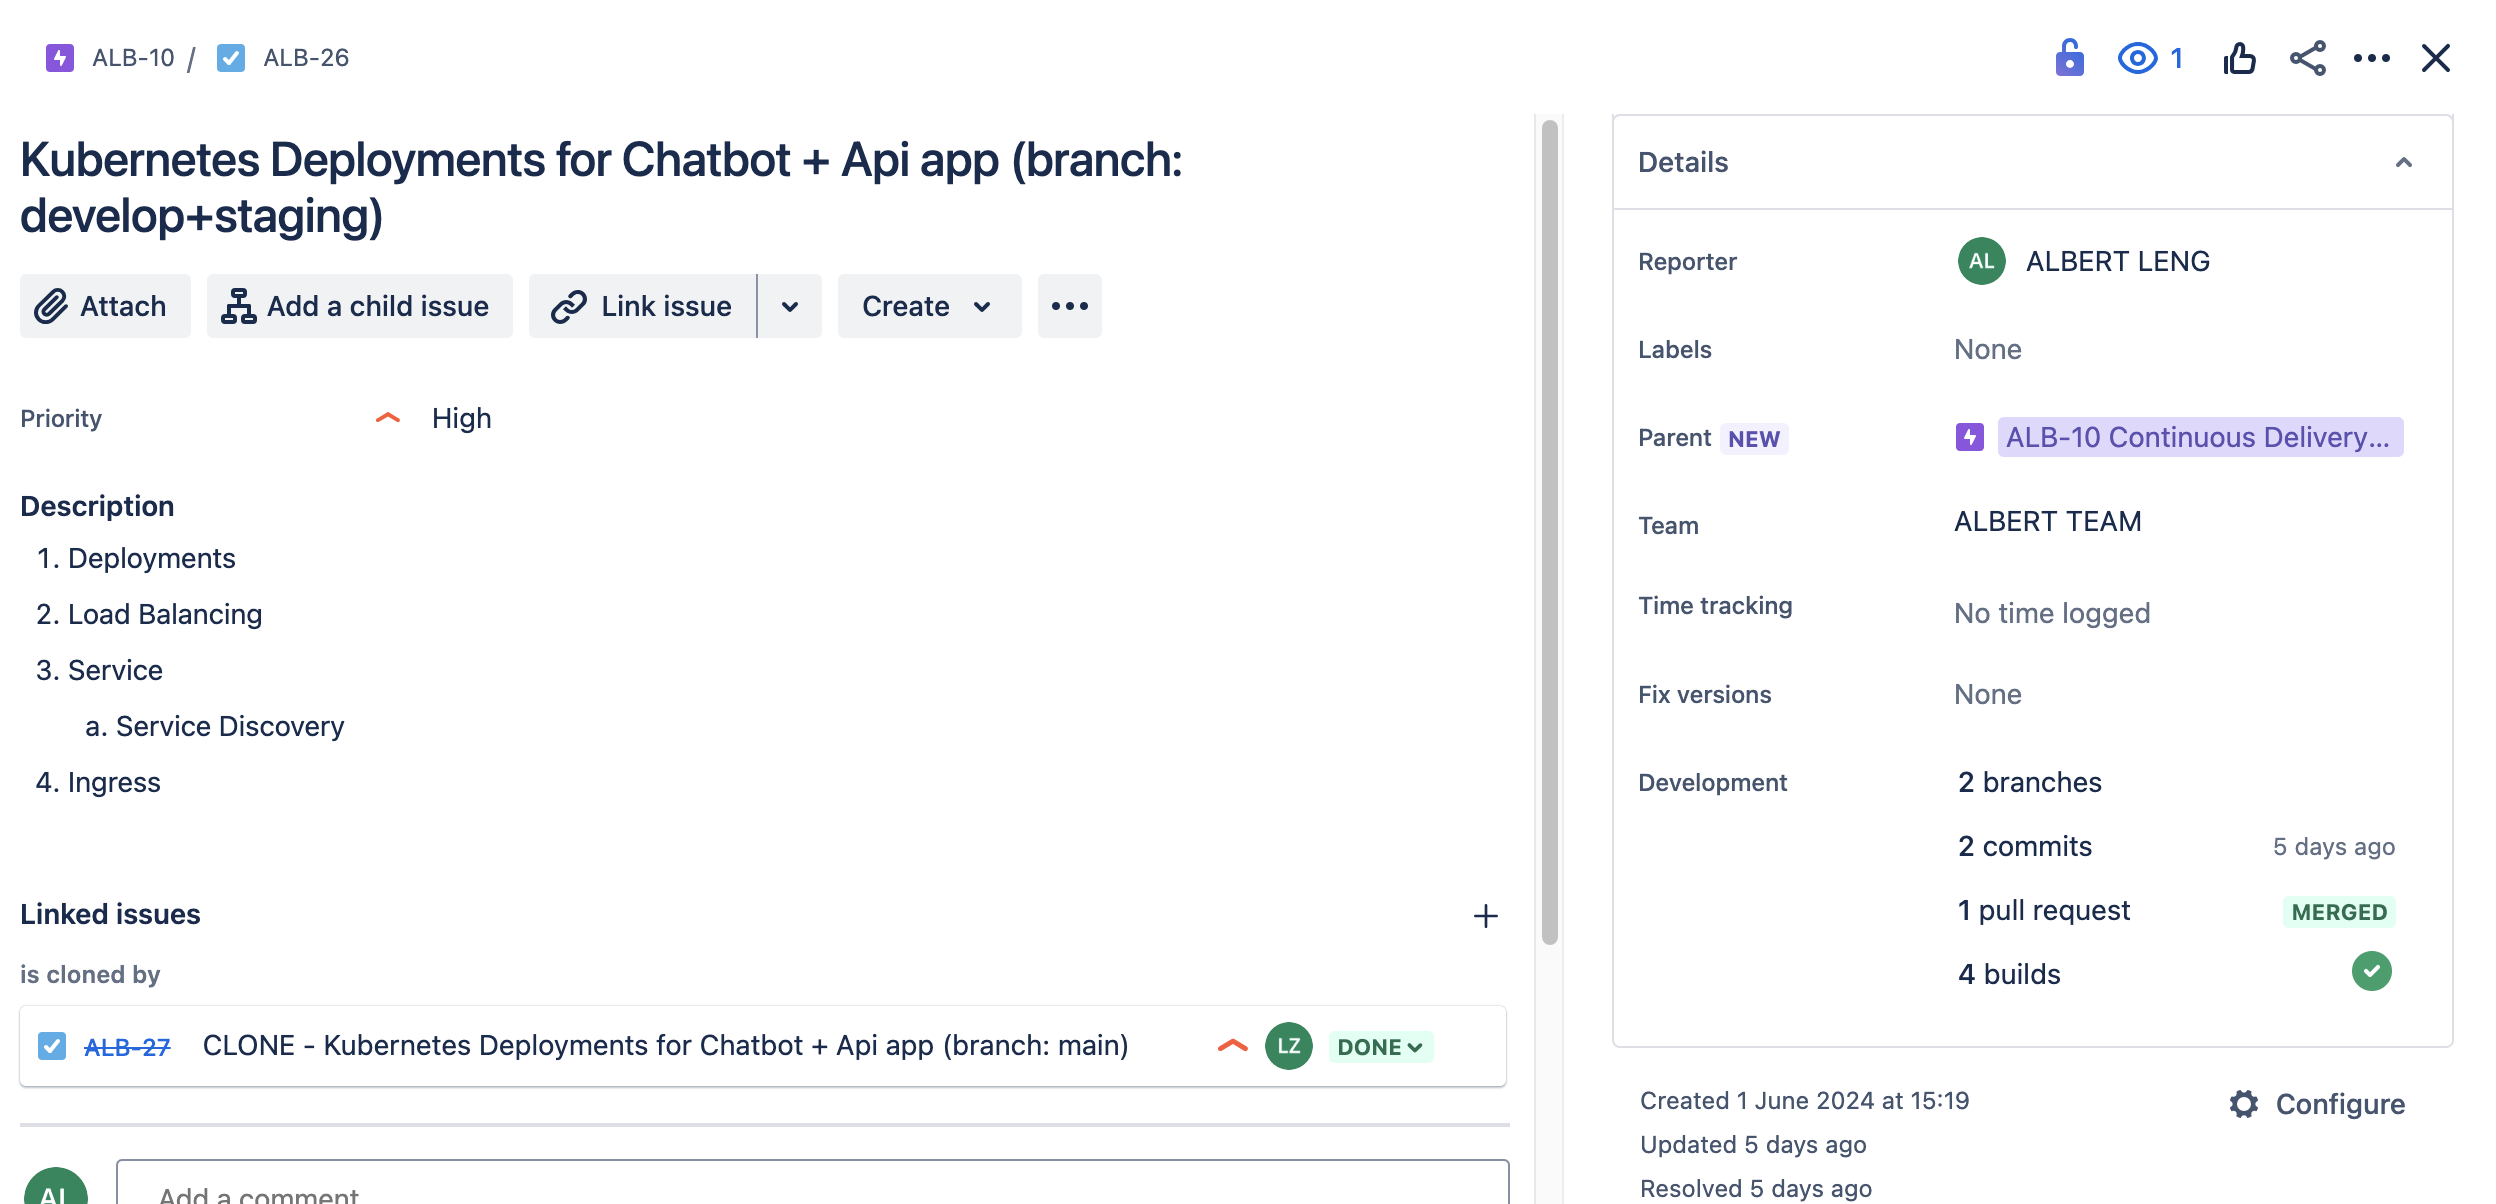 ALB-10 / ALB-26
1
Kubernetes Deployments for Chatbot + Api app (branch:
develop+staging)
Attach
Add a child issue
Link issue
Create
Priority
High
Description
1. Deployments
2. Load Balancing
3. Service
a. Service Discovery
4. Ingress
Linked issues
is cloned by
ALB-27 CLONE - Kubernetes Deployments for Chatbot + Api app (branch: main) LZ DONE
AL
Add a comment...
Details
Reporter AL ALBERT LENG
Labels None
Parent NEW ALB-10 Continuous Delivery...
Team ALBERT TEAM
Time tracking No time logged
Fix versions None
Development 2 branches
2 commits 5 days ago
1 pull request MERGED
4 builds
Created 1 June 2024 at 15:19
Configure
Updated 5 days ago
Resolved 5 days ago